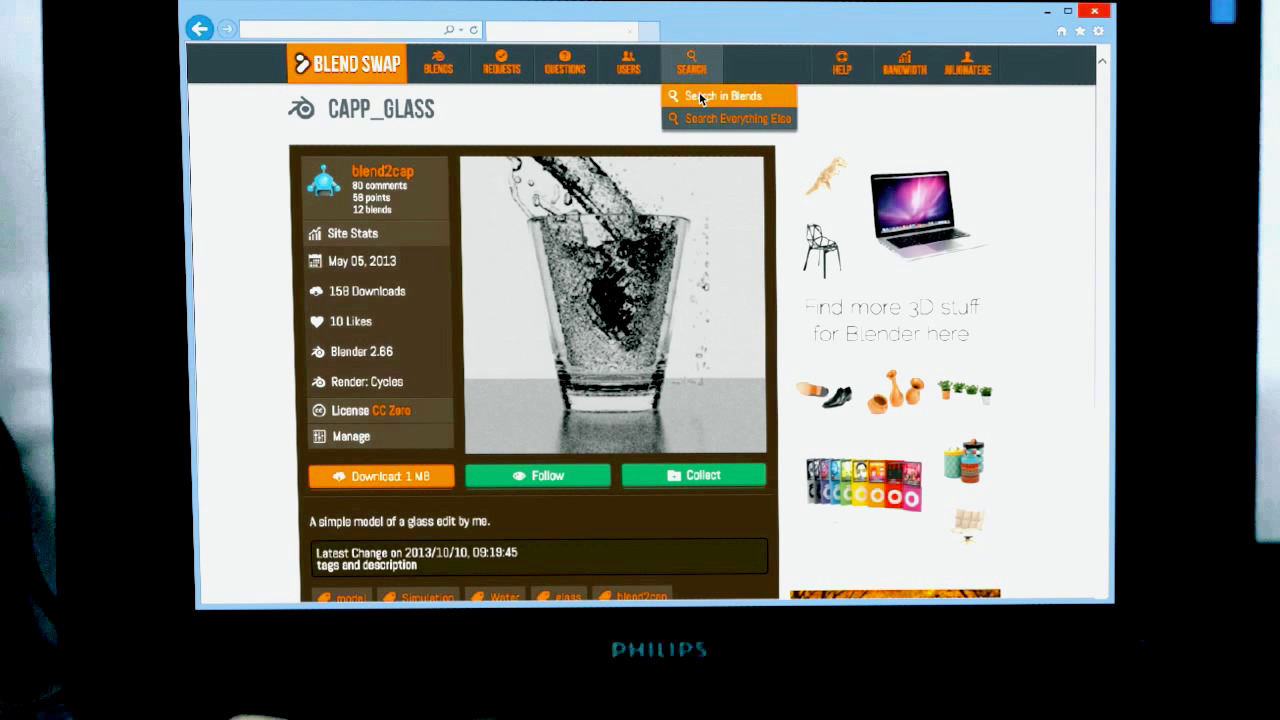 BLEND SWAP
BLENDS
REQUESTS
QUESTIONS
USERS
SEARCH
HELP
BANDWIDTH
Search in Blends
Search Everything Else
CAPP_GLASS
blend2cap
80 comments
58 points
12 blends
Site Stats
May 05, 2013
158 Downloads
10 Likes
Blender 2.66
Render: Cycles
License CC Zero
Manage
Download: 1 MB
Follow
Collect
A simple model of a glass edit by me.
Latest Change on 2013/10/10, 09:19:45
tags and description
model
Simulation
Water
glass
blend2cap
Find more 3D stuff
for Blender here
PHILIPS